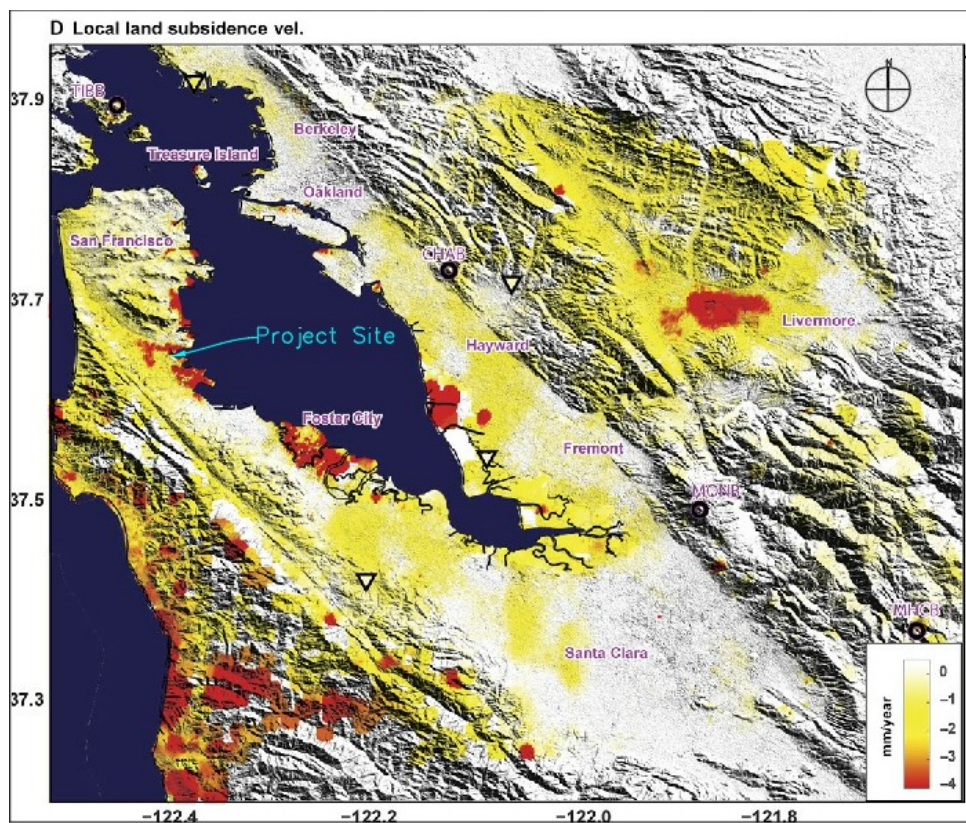 D Local land subsidence vel.
N
37.9
TIBB
Berkeley
Treasure Island
Oakland
San Francisco
CHAB
37.7
Livermore
Project Site
Hayward
Foster City
Fremont
37.5
MONB
MHCB
Santa Clara
0
-1
-2
-3
-4
mm/year
37.3
-122.4
-122.2
-122.0
-121.8